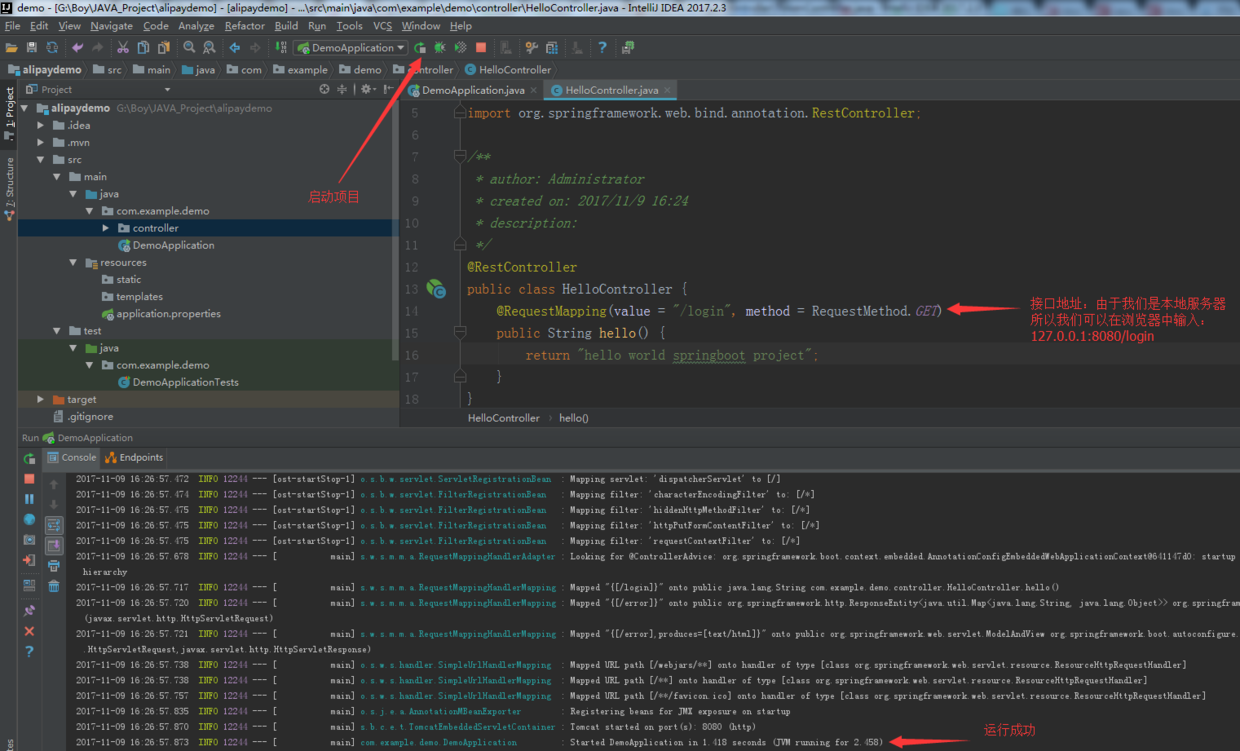 demo - [G:\Boy\JAVA_Project\alipaydemo] - [alipaydemo] - ...\src\main\java\com\example\demo\controller\HelloController.java - IntelliJ IDEA 2017.2.3
File Edit View Navigate Code Analyze Refactor Build Run Tools VCS Window Help
DemoApplication
alipaydemo src main java com example demo controller HelloController
Project
DemoApplication.java HelloController.java
1: Project
7: Structure
alipaydemo G:\Boy\JAVA_Project\alipaydemo
.idea
.mvn
src
main
java
com.example.demo
controller
DemoApplication
resources
static
templates
application.properties
test
java
com.example.demo
DemoApplicationTests
target
.gitignore
启动项目
5 import org.springframework.web.bind.annotation.RestController;
6
7 /**
8 * author: Administrator
9 * created on: 2017/11/9 16:24
10 * description:
11 */
12 @RestController
13 public class HelloController {
14 @RequestMapping(value = "/login", method = RequestMethod.GET)
15 public String hello() {
16 return "hello world springboot project";
17 }
18 }
接口地址：由于我们是本地服务器
所以我们可以在浏览器中输入：
127.0.0.1:8080/login
HelloController hello()
Run DemoApplication
Console Endpoints
2017-11-09 16:26:57.472 INFO 12244 --- [ost-startStop-1] o.s.b.w.servlet.ServletRegistrationBean : Mapping servlet: 'dispatcherServlet' to [/]
2017-11-09 16:26:57.474 INFO 12244 --- [ost-startStop-1] o.s.b.w.servlet.FilterRegistrationBean : Mapping filter: 'characterEncodingFilter' to: [/*]
2017-11-09 16:26:57.475 INFO 12244 --- [ost-startStop-1] o.s.b.w.servlet.FilterRegistrationBean : Mapping filter: 'hiddenHttpMethodFilter' to: [/*]
2017-11-09 16:26:57.475 INFO 12244 --- [ost-startStop-1] o.s.b.w.servlet.FilterRegistrationBean : Mapping filter: 'httpPutFormContentFilter' to: [/*]
2017-11-09 16:26:57.475 INFO 12244 --- [ost-startStop-1] o.s.b.w.servlet.FilterRegistrationBean : Mapping filter: 'requestContextFilter' to: [/*]
2017-11-09 16:26:57.678 INFO 12244 --- [ main] s.w.s.m.m.a.RequestMappingHandlerAdapter : Looking for @ControllerAdvice: org.springframework.boot.context.embedded.AnnotationConfigEmbeddedWebApplicationContext@641147d0: startup
hierarchy
2017-11-09 16:26:57.717 INFO 12244 --- [ main] s.w.s.m.m.a.RequestMappingHandlerMapping : Mapped "{[/login]}" onto public java.lang.String com.example.demo.controller.HelloController.hello()
2017-11-09 16:26:57.720 INFO 12244 --- [ main] s.w.s.m.m.a.RequestMappingHandlerMapping : Mapped "{[/error]}" onto public org.springframework.http.ResponseEntity<java.util.Map<java.lang.String, java.lang.Object>> org.springfram
(javax.servlet.http.HttpServletRequest)
2017-11-09 16:26:57.721 INFO 12244 --- [ main] s.w.s.m.m.a.RequestMappingHandlerMapping : Mapped "{[/error],produces=[text/html]}" onto public org.springframework.web.servlet.ModelAndView org.springframework.boot.autoconfigure.
.HttpServletRequest,javax.servlet.http.HttpServletResponse)
2017-11-09 16:26:57.738 INFO 12244 --- [ main] o.s.w.s.handler.SimpleUrlHandlerMapping : Mapped URL path [/webjars/**] onto handler of type [class org.springframework.web.servlet.resource.ResourceHttpRequestHandler]
2017-11-09 16:26:57.738 INFO 12244 --- [ main] o.s.w.s.handler.SimpleUrlHandlerMapping : Mapped URL path [/**] onto handler of type [class org.springframework.web.servlet.resource.ResourceHttpRequestHandler]
2017-11-09 16:26:57.757 INFO 12244 --- [ main] o.s.w.s.handler.SimpleUrlHandlerMapping : Mapped URL path [/**/favicon.ico] onto handler of type [class org.springframework.web.servlet.resource.ResourceHttpRequestHandler]
2017-11-09 16:26:57.835 INFO 12244 --- [ main] o.s.j.e.a.AnnotationMBeanExporter : Registering beans for JMX exposure on startup
2017-11-09 16:26:57.870 INFO 12244 --- [ main] s.b.c.e.t.TomcatEmbeddedServletContainer : Tomcat started on port(s): 8080 (http)
2017-11-09 16:26:57.873 INFO 12244 --- [ main] com.example.demo.DemoApplication : Started DemoApplication in 1.418 seconds (JVM running for 2.458)
运行成功